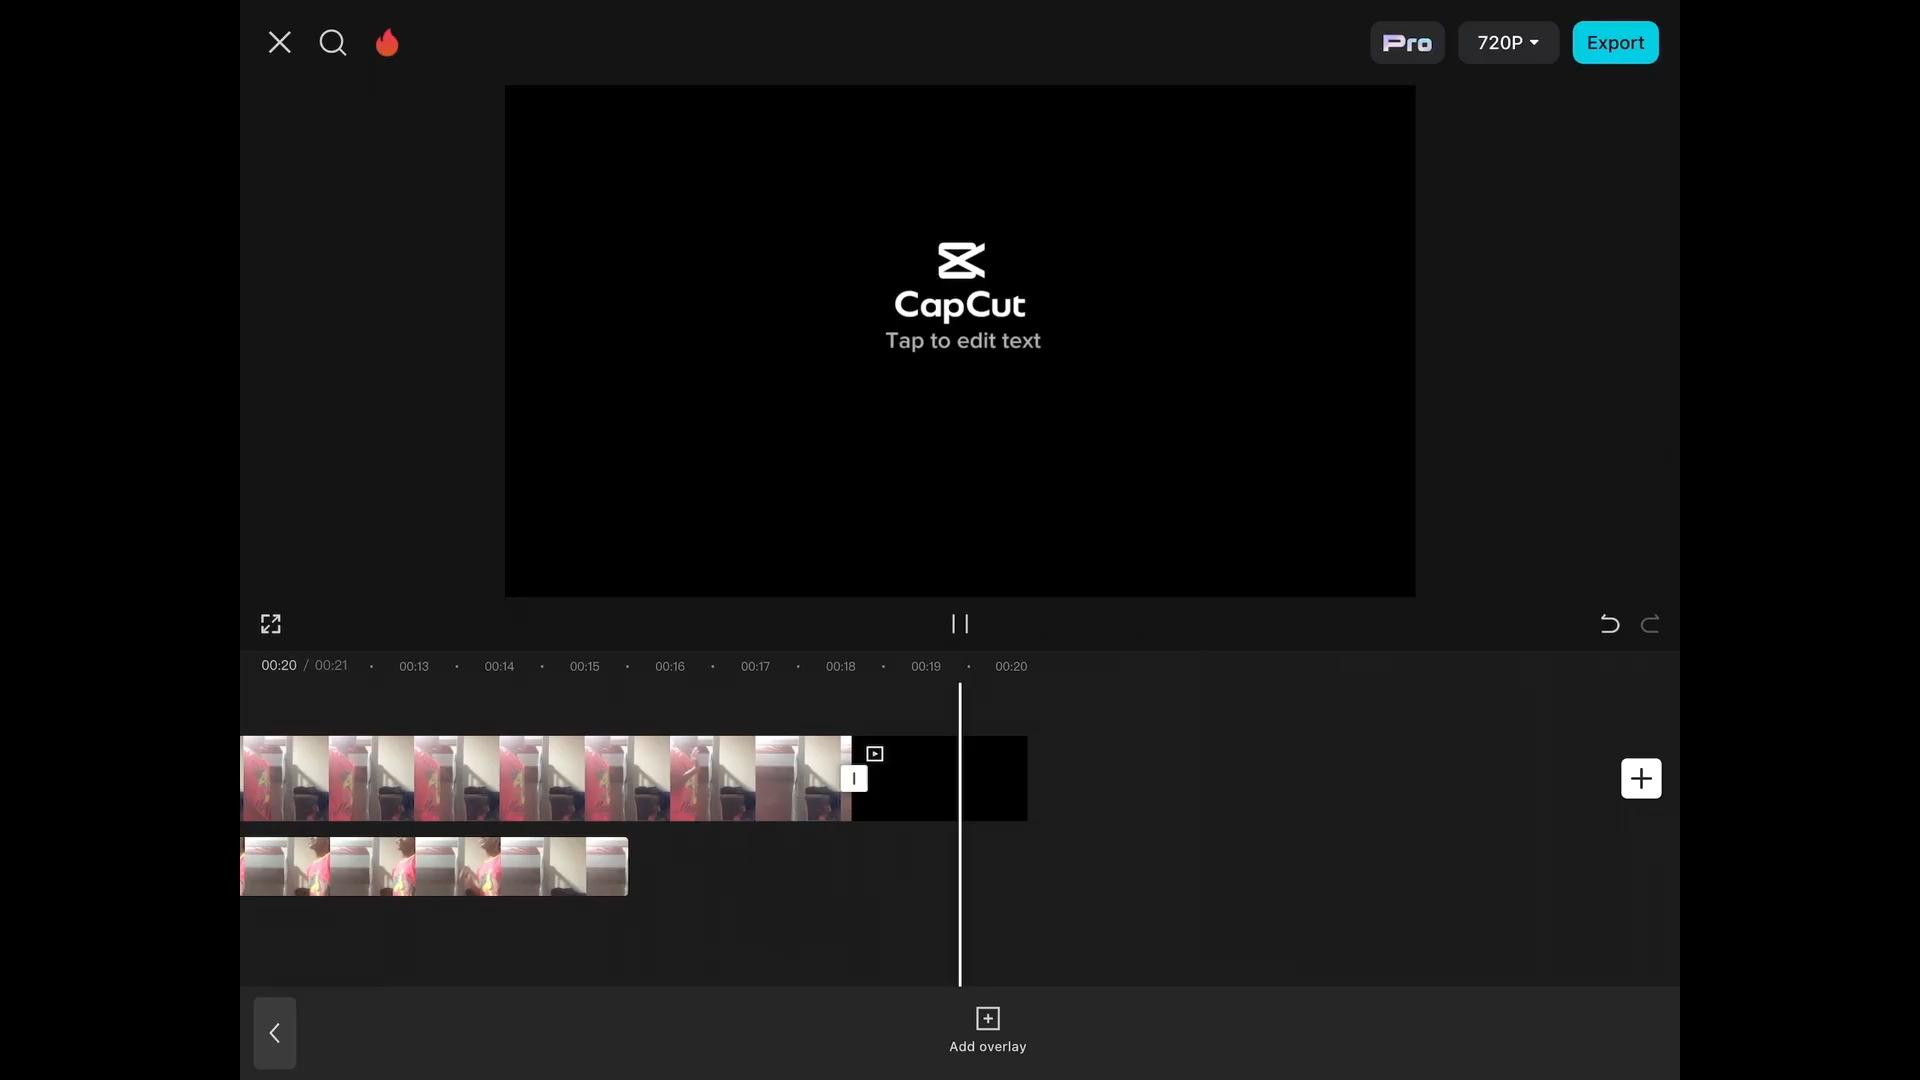 Pro
720P
Export
CapCut
Tap to edit text
00:20 / 00:21
00:13
00:14
00:15
00:16
00:17
00:18
00:19
00:20
Add overlay